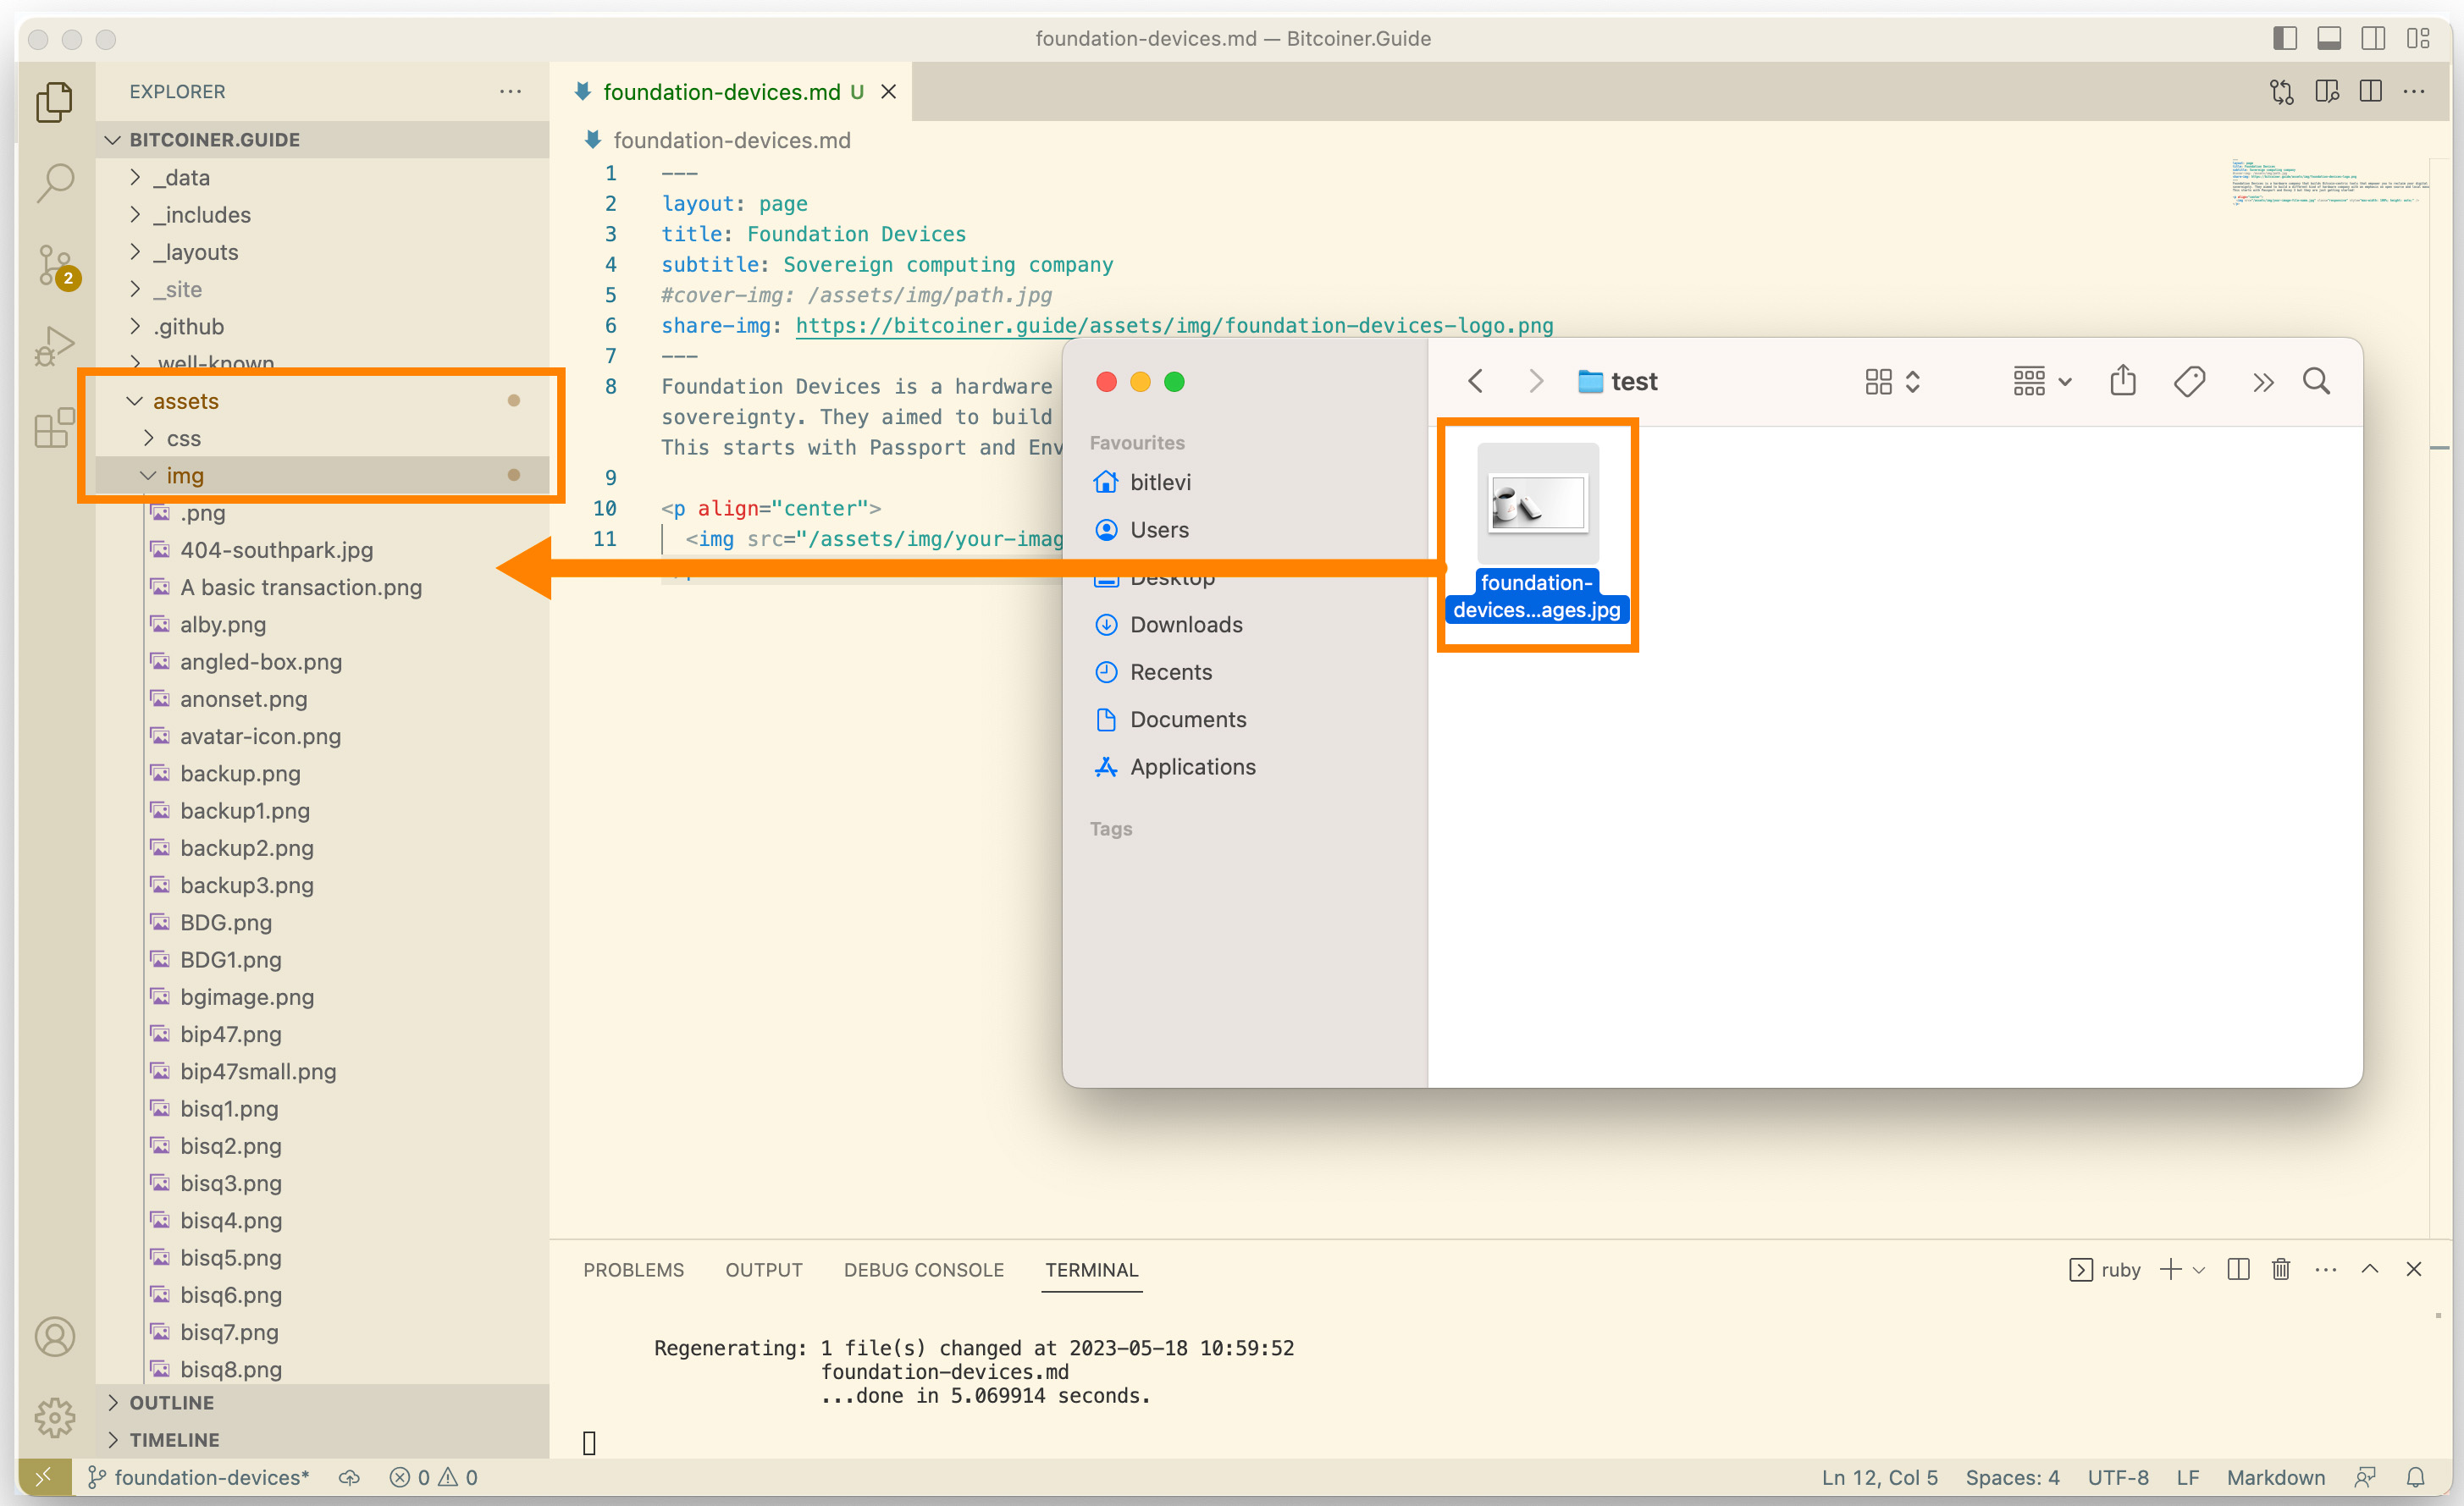 foundation-devices.md — Bitcoiner.Guide
EXPLORER
BITCOINER.GUIDE
_data
_includes
_layouts
_site
.github
.well-known
assets
css
img
.png
404-southpark.jpg
A basic transaction.png
alby.png
angled-box.png
anonset.png
avatar-icon.png
backup.png
backup1.png
backup2.png
backup3.png
BDG.png
BDG1.png
bgimage.png
bip47.png
bip47small.png
bisq1.png
bisq2.png
bisq3.png
bisq4.png
bisq5.png
bisq6.png
bisq7.png
bisq8.png
OUTLINE
TIMELINE
2
foundation-devices.md U
foundation-devices.md
1 ---
2 layout: page
3 title: Foundation Devices
4 subtitle: Sovereign computing company
5 #cover-img: /assets/img/path.jpg
6 share-img: https://bitcoiner.guide/assets/img/foundation-devices-logo.png
7 ---
8 Foundation Devices is a hardware
sovereignty. They aimed to build
This starts with Passport and Env
9
10 <p align="center">
11 <img src="/assets/img/your-imag
test
Favourites
bitlevi
Users
Desktop
Downloads
Recents
Documents
Applications
Tags
foundation-
devices...ages.jpg
PROBLEMS OUTPUT DEBUG CONSOLE TERMINAL
ruby
Regenerating: 1 file(s) changed at 2023-05-18 10:59:52
foundation-devices.md
...done in 5.069914 seconds.
foundation-devices* 0 0
Ln 12, Col 5 Spaces: 4 UTF-8 LF Markdown